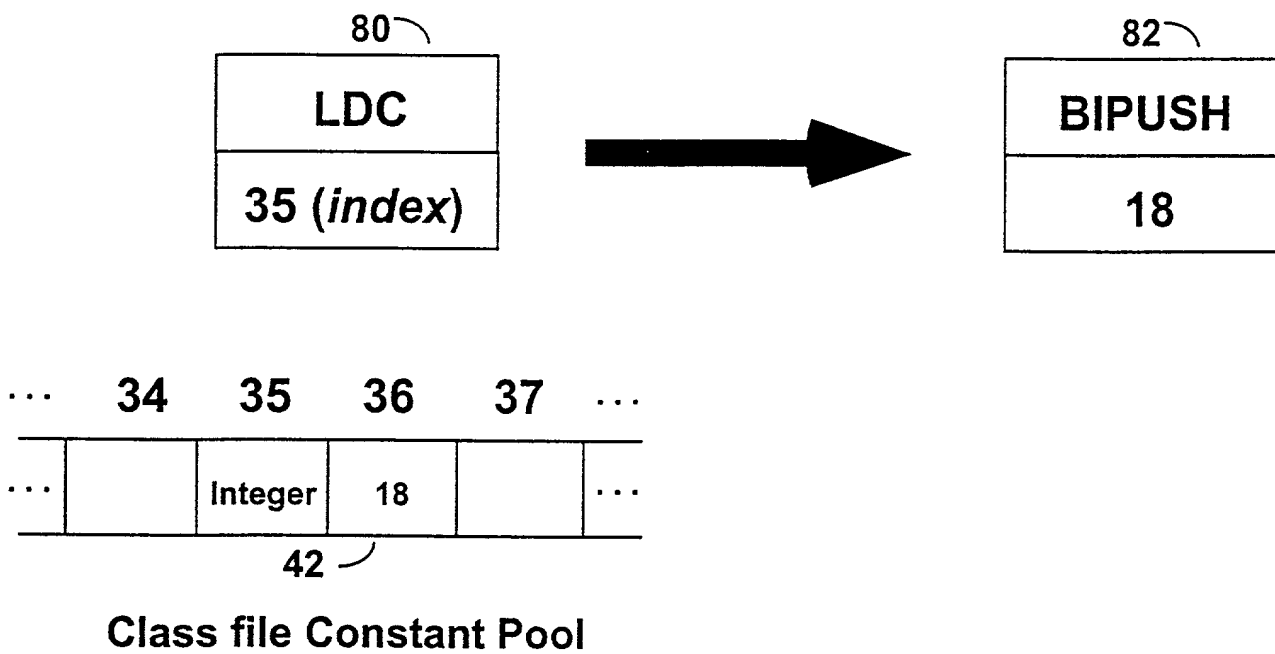 80
LDC
35 (index)
82
BIPUSH
18
... 34 35 36 37 ...
... Integer 18 ...
42
Class file Constant Pool